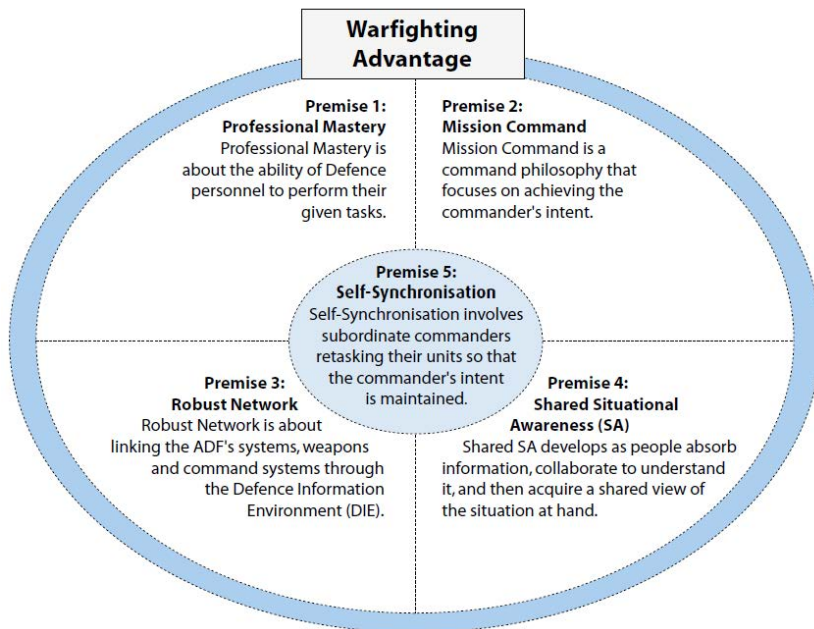 Warfighting
Advantage
Premise 1:
Professional Mastery
Professional Mastery is
about the ability of Defence
personnel to perform their
given tasks.
Premise 2:
Mission Command
Mission Command is a
command philosophy that
focuses on achieving the
commander's intent.
Premise 5:
Self-Synchronisation
Self-Synchronisation involves
subordinate commanders
retasking their units so that
the commander's intent
is maintained.
Premise 3:
Robust Network
Robust Network is about
linking the ADF's systems, weapons
and command systems through
the Defence Information
Environment (DIE).
Premise 4:
Shared Situational
Awareness (SA)
Shared SA develops as people absorb
information, collaborate to understand
it, and then acquire a shared view of
the situation at hand.